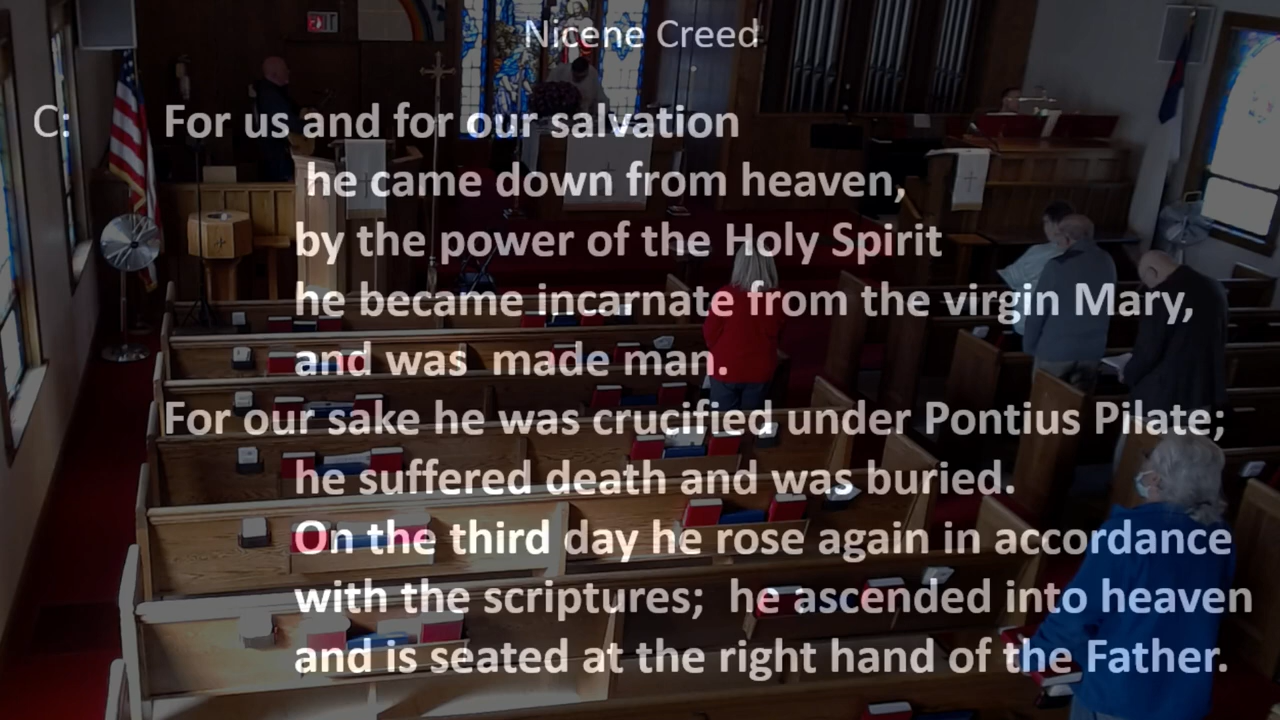 Nicene Creed
C: For us and for our salvation
he came down from heaven,
by the power of the Holy Spirit
he became incarnate from the virgin Mary,
and was made man.
For our sake he was crucified under Pontius Pilate;
he suffered death and was buried.
On the third day he rose again in accordance
with the scriptures; he ascended into heaven
and is seated at the right hand of the Father.